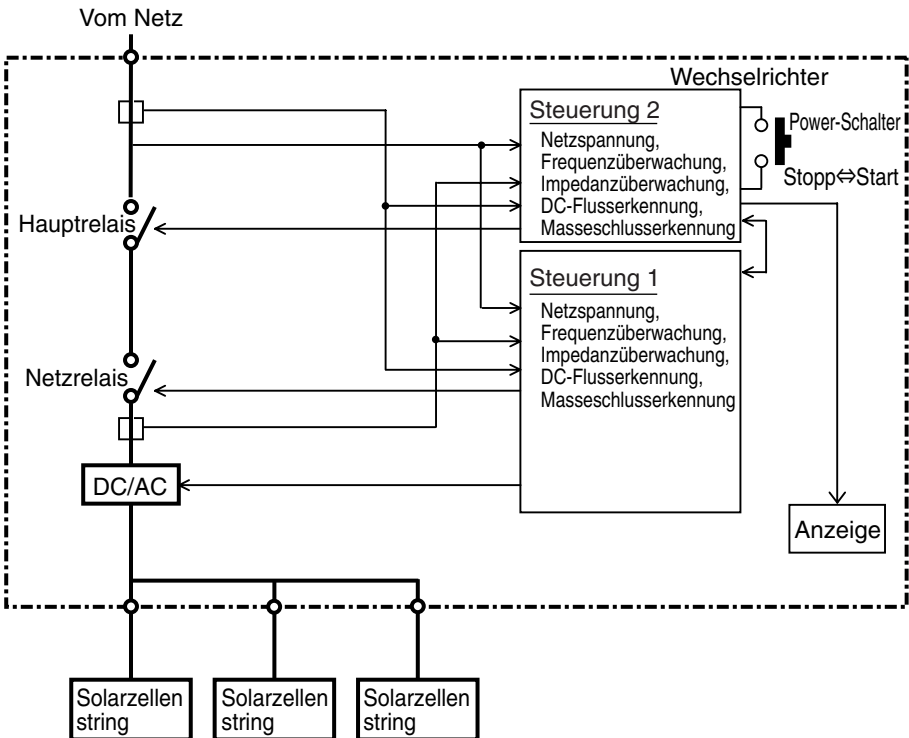 Vom Netz
Wechselrichter
Steuerung 2
Netzspannung,
Frequenzüberwachung,
Impedanzüberwachung,
DC-Flusserkennung,
Masseschlusserkennung
Power-Schalter
Stopp⇔Start
Hauptrelais
Steuerung 1
Netzspannung,
Frequenzüberwachung,
Impedanzüberwachung,
DC-Flusserkennung,
Masseschlusserkennung
Netzrelais
DC/AC
Anzeige
Solarzellen
string
Solarzellen
string
Solarzellen
string